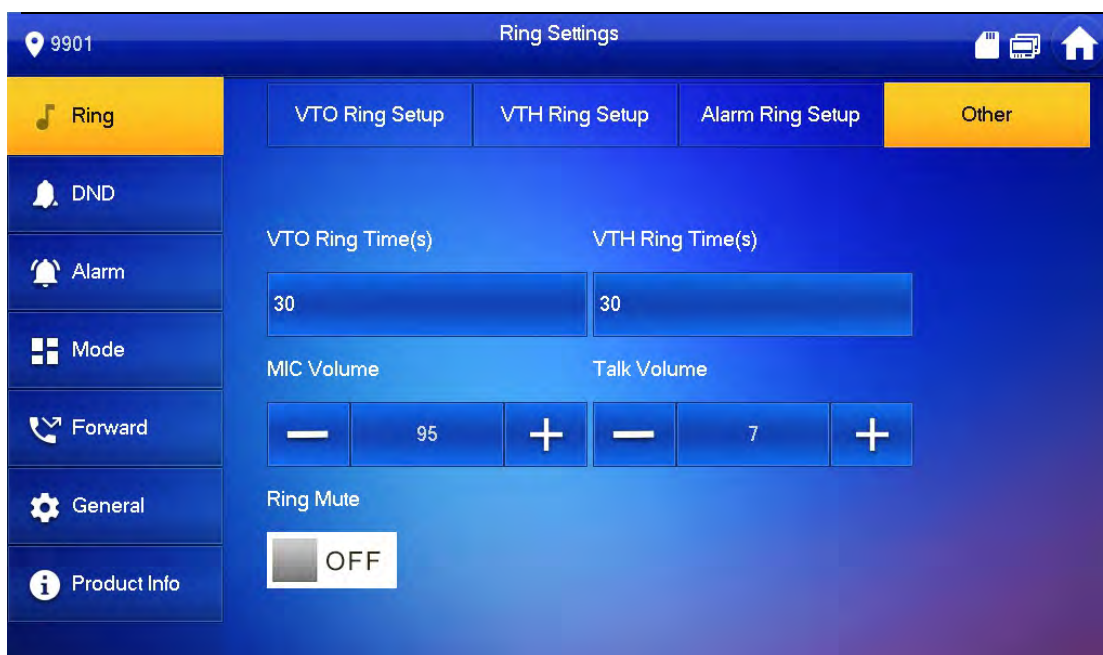 9901
Ring Settings
Ring
VTO Ring Setup
VTH Ring Setup
Alarm Ring Setup
Other
DND
Alarm
Mode
Forward
General
Product Info
VTO Ring Time(s)
VTH Ring Time(s)
30
30
MIC Volume
Talk Volume
95
7
Ring Mute
OFF